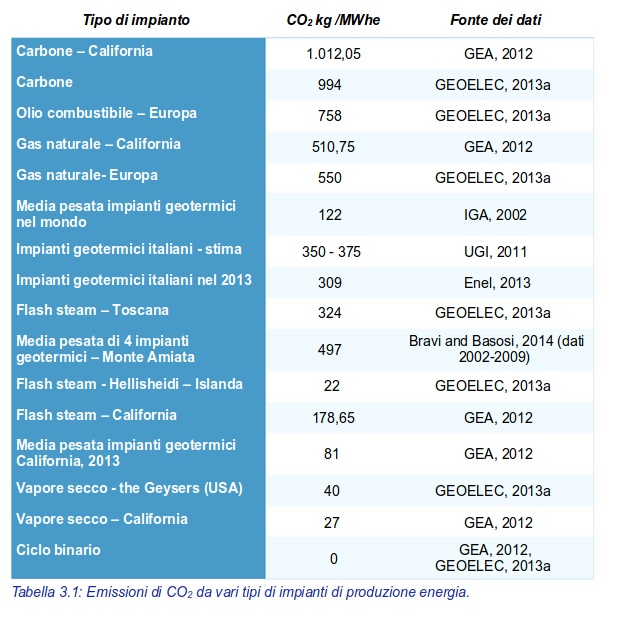 Tipo di impianto CO₂ kg /MWhe Fonte dei dati
Carbone – California 1.012,05 GEA, 2012
Carbone 994 GEOELEC, 2013a
Olio combustibile – Europa 758 GEOELEC, 2013a
Gas naturale – California 510,75 GEA, 2012
Gas naturale- Europa 550 GEOELEC, 2013a
Media pesata impianti geotermici
nel mondo 122 IGA, 2002
Impianti geotermici italiani - stima 350 - 375 UGI, 2011
Impianti geotermici italiani nel 2013 309 Enel, 2013
Flash steam – Toscana 324 GEOELEC, 2013a
Media pesata di 4 impianti
geotermici – Monte Amiata 497 Bravi and Basosi, 2014 (dati
2002-2009)
Flash steam - Hellisheidi – Islanda 22 GEOELEC, 2013a
Flash steam – California 178,65 GEA, 2012
Media pesata impianti geotermici
California, 2013 81 GEA, 2012
Vapore secco - the Geysers (USA) 40 GEOELEC, 2013a
Vapore secco – California 27 GEA, 2012
Ciclo binario 0 GEA, 2012,
GEOELEC, 2013a
Tabella 3.1: Emissioni di CO₂ da vari tipi di impianti di produzione energia.